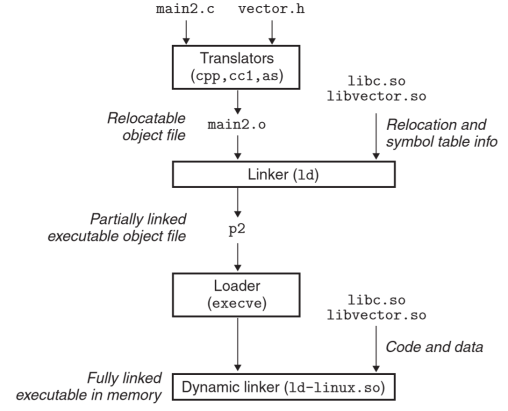 main2.c vector.h
Translators
(cpp,cc1,as)
libc.so
libvector.so
Relocatable
object file
main2.o
Relocation and
symbol table info
Linker (ld)
Partially linked
executable object file
p2
Loader
(execve)
libc.so
libvector.so
Code and data
Fully linked
executable in memory
Dynamic linker (ld-linux.so)